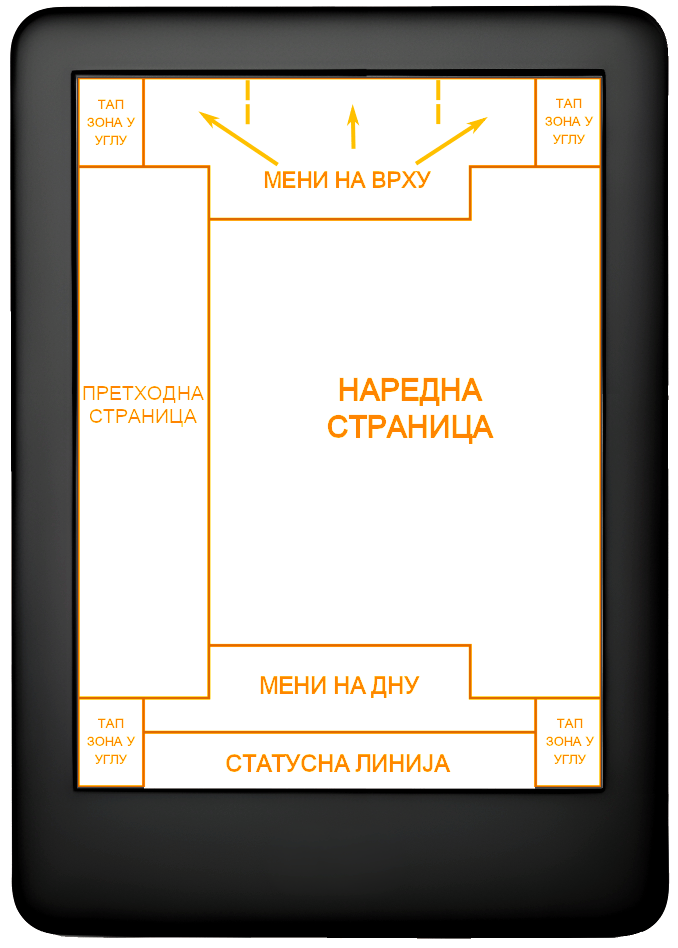 ТАП
ЗОНА У
УГЛУ
ТАП
ЗОНА У
УГЛУ
МЕНИ НА ВРХУ
ПРЕТХОДНА
СТРАНИЦА
НАРЕДНА
СТРАНИЦА
МЕНИ НА ДНУ
ТАП
ЗОНА У
УГЛУ
ТАП
ЗОНА У
УГЛУ
СТАТУСНА ЛИНИЈА